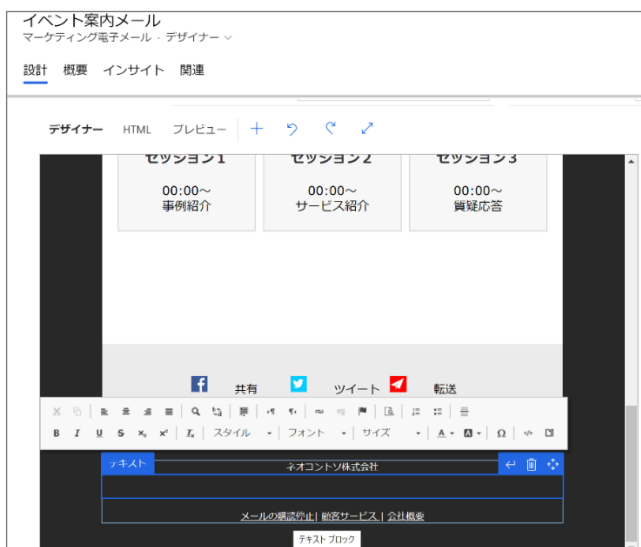 イベント案内メール
マーケティング電子メール · デザイナー
設計 概要 インサイト 関連
デザイナー HTML プレビュー
セッション1 セッション2 セッション3
00:00～ 00:00～ 00:00～
事例紹介 サービス紹介 質疑応答
共有 ツイート 転送
B I U S x₂ x² Tx スタイル フォント サイズ A A Ω
テキスト ネオコントソ株式会社
メールの購読停止| 顧客サービス | 会社概要
テキスト ブロック